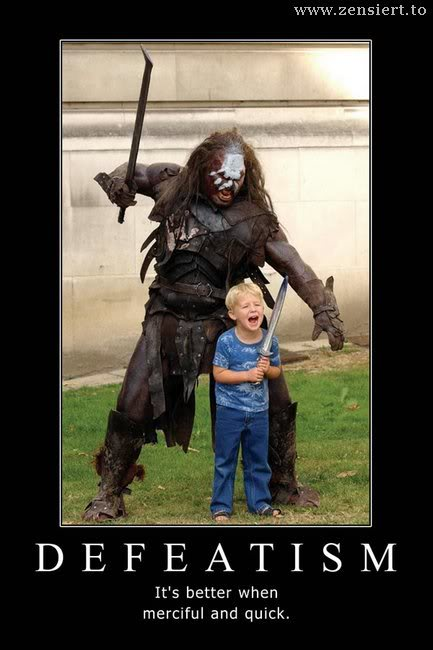 www.zensiert.to
DEFEATISM
It's better when
merciful and quick.